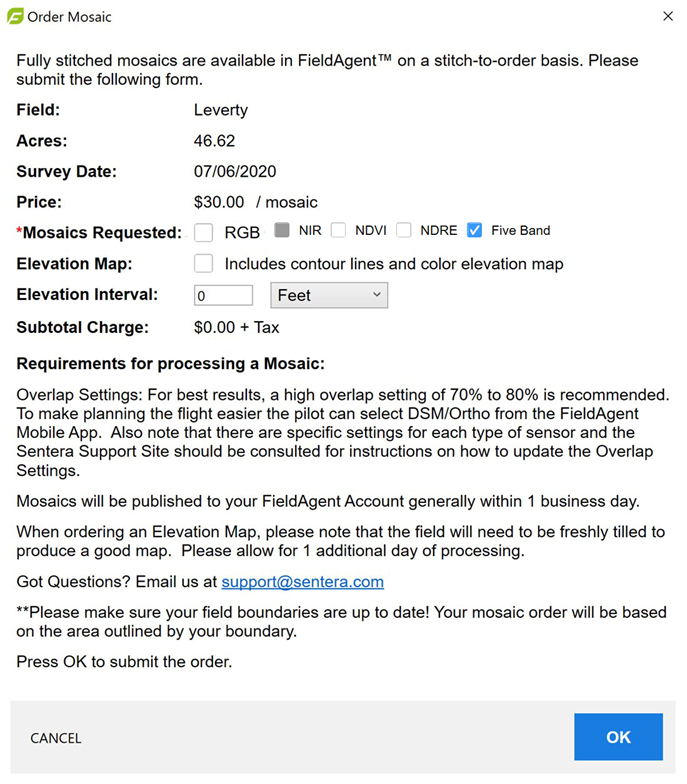 Order Mosaic
Fully stitched mosaics are available in FieldAgent™ on a stitch-to-order basis. Please
submit the following form.
Field: Leverty
Acres: 46.62
Survey Date: 07/06/2020
Price: $30.00 / mosaic
*Mosaics Requested: RGB NIR NDVI NDRE Five Band
Elevation Map: Includes contour lines and color elevation map
Elevation Interval: 0 Feet
Subtotal Charge: $0.00 + Tax
Requirements for processing a Mosaic:
Overlap Settings: For best results, a high overlap setting of 70% to 80% is recommended.
To make planning the flight easier the pilot can select DSM/Ortho from the FieldAgent
Mobile App.  Also note that there are specific settings for each type of sensor and the
Sentera Support Site should be consulted for instructions on how to update the Overlap
Settings.
Mosaics will be published to your FieldAgent Account generally within 1 business day.
When ordering an Elevation Map, please note that the field will need to be freshly tilled to
produce a good map.  Please allow for 1 additional day of processing.
Got Questions? Email us at support@sentera.com
**Please make sure your field boundaries are up to date! Your mosaic order will be based
on the area outlined by your boundary.
Press OK to submit the order.
CANCEL OK